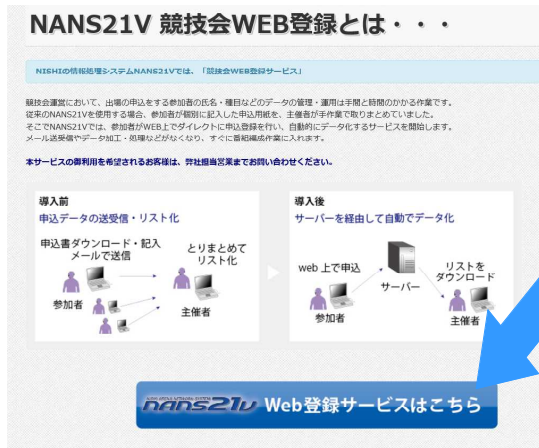 NANS21V 競技会WEB登録とは・・・
NISHIの情報処理システムNANS21Vでは、「競技会WEB登録サービス」
競技会運営において、出場の申込をする参加者の氏名・種目などのデータの管理・運用は手間と時間のかかる作業です。
従来のNANS21Vを使用する場合、参加者が個別に記入した申込用紙を、主催者が手作業で取りまとめていました。
そこでNANS21Vでは、参加者がWEB上でダイレクトに申込登録を行い、自動的にデータ化するサービスを開始します。
メール送受信やデータ加工・処理などがなくなり、すぐに番組編成作業に入れます。
本サービスの御利用を希望されるお客様は、弊社担当営業までお問い合わせください。
導入前
申込データの送受信・リスト化
申込書ダウンロード・記入
メールで送信
とりまとめて
リスト化
参加者
主催者
導入後
サーバーを経由して自動でデータ化
web 上で申込
サーバー
リストを
ダウンロード
参加者
主催者
nans21v Web登録サービスはこちら